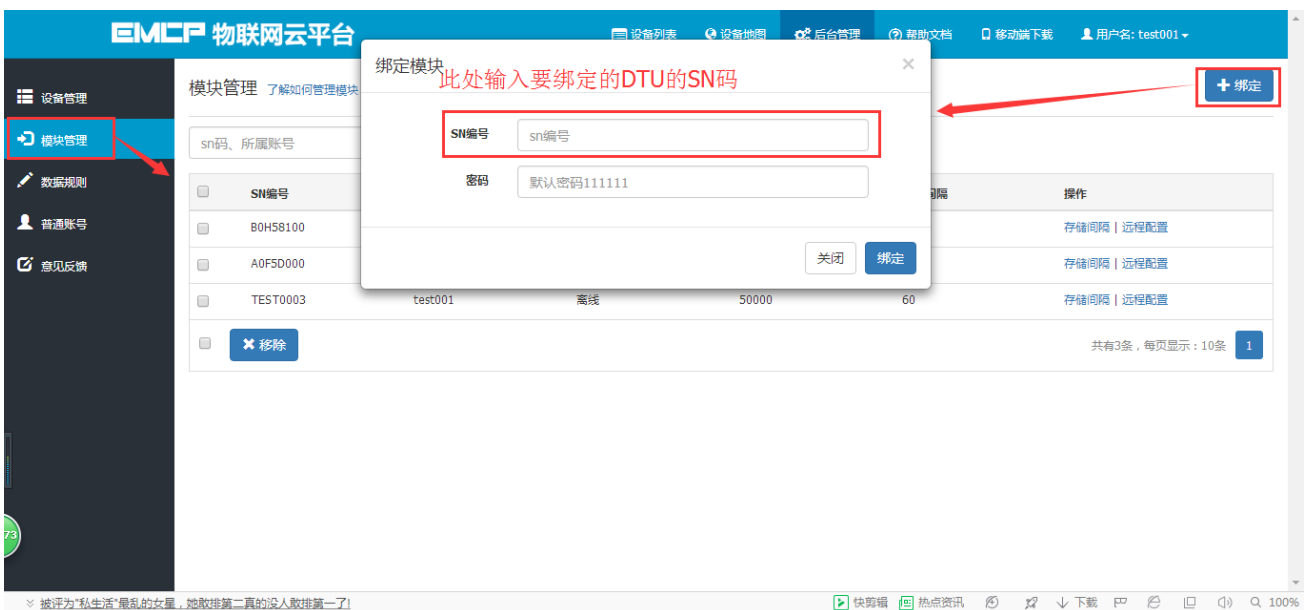 EMCP 物联网云平台
设备列表 设备地图 后台管理 帮助文档 移动端下载 用户名: test001
绑定模块
×
此处输入要绑定的DTU的SN码
模块管理 了解如何管理模块
绑定
设备管理
模块管理
数据规则
普通账号
意见反馈
sn码、所属账号
SN编号 sn编号
密码 默认密码111111
关闭 绑定
SN编号 间隔 操作
B0H58100 存储间隔 | 远程配置
A0F5D000 存储间隔 | 远程配置
TEST0003 test001 离线 50000 60 存储间隔 | 远程配置
移除 共有3条，每页显示：10条 1
73
被评为"私生活"最乱的女星，她敢排第二真的没人敢排第一了! 快剪辑 热点资讯 下载 100%